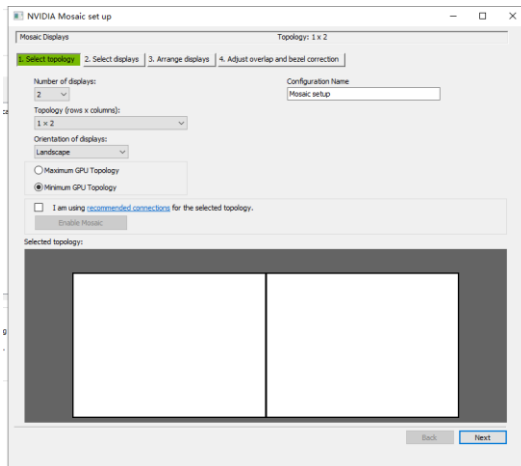 NVIDIA Mosaic set up
Mosaic Displays Topology: 1 x 2
1. Select topology 2. Select displays 3. Arrange displays 4. Adjust overlap and bezel correction
Number of displays: Configuration Name
2 Mosaic setup
Topology (rows x columns):
1 × 2
Orientation of displays:
Landscape
Maximum GPU Topology
Minimum GPU Topology
I am using recommended connections for the selected topology.
Enable Mosaic
Selected topology:
Back Next